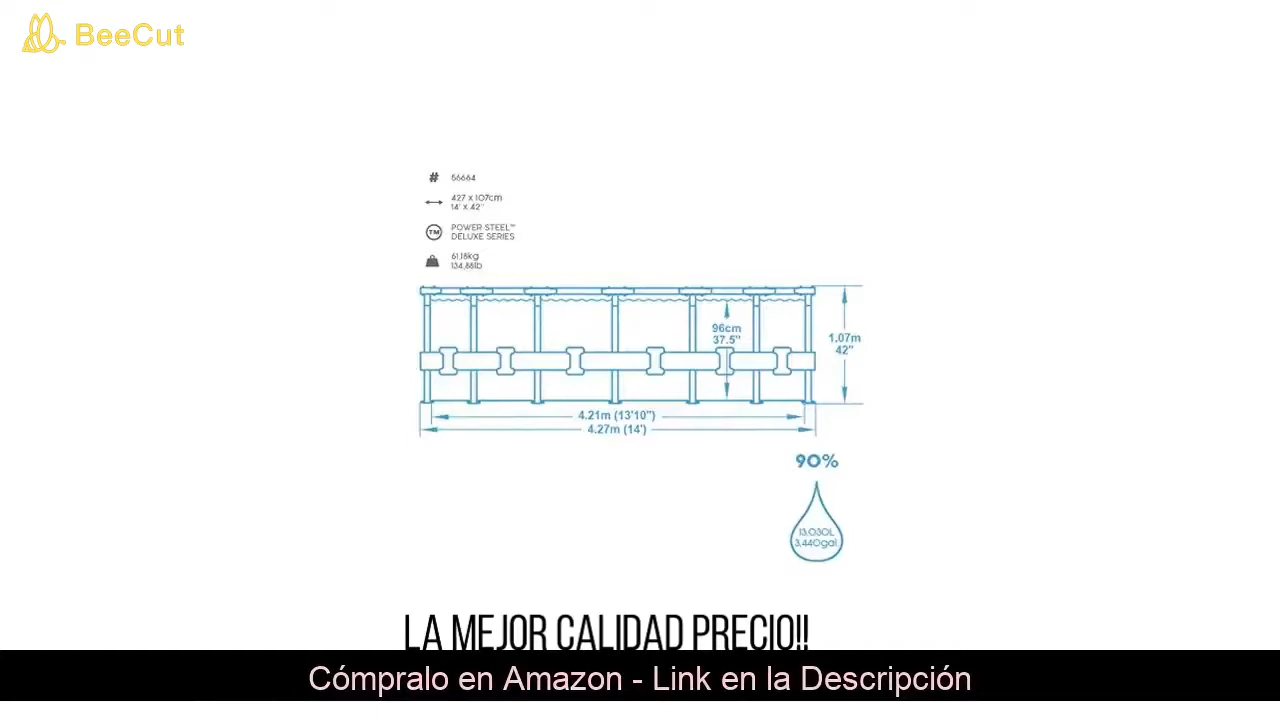 BeeCut
# 56664
427 x 107cm
14' x 42"
TM
POWER STEEL™
DELUXE SERIES
61,18kg
134,88lb
96cm
37.5"
1.07m
42"
4.21m (13'10")
4.27m (14')
90%
13,030L
3,440gal.
LA MEJOR CALIDAD PRECIO!!
Cómpralo en Amazon - Link en la Descripción